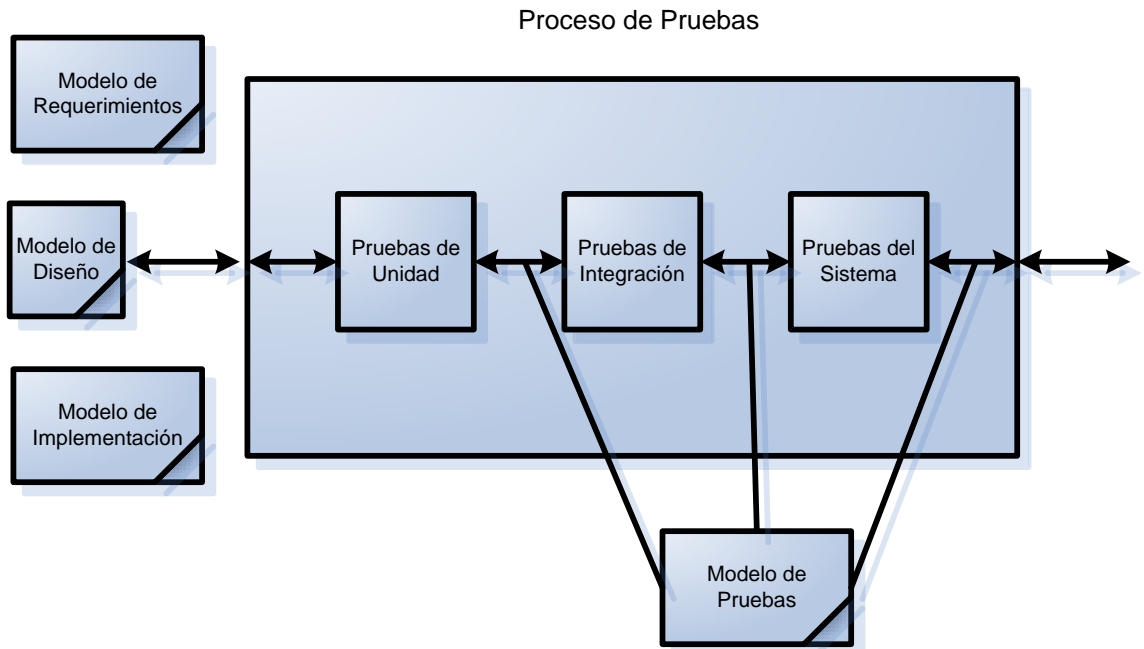 Proceso de Pruebas
Modelo de
Requerimientos
Modelo de
Diseño
Pruebas de
Unidad
Pruebas de
Integración
Pruebas del
Sistema
Modelo de
Implementación
Modelo de
Pruebas